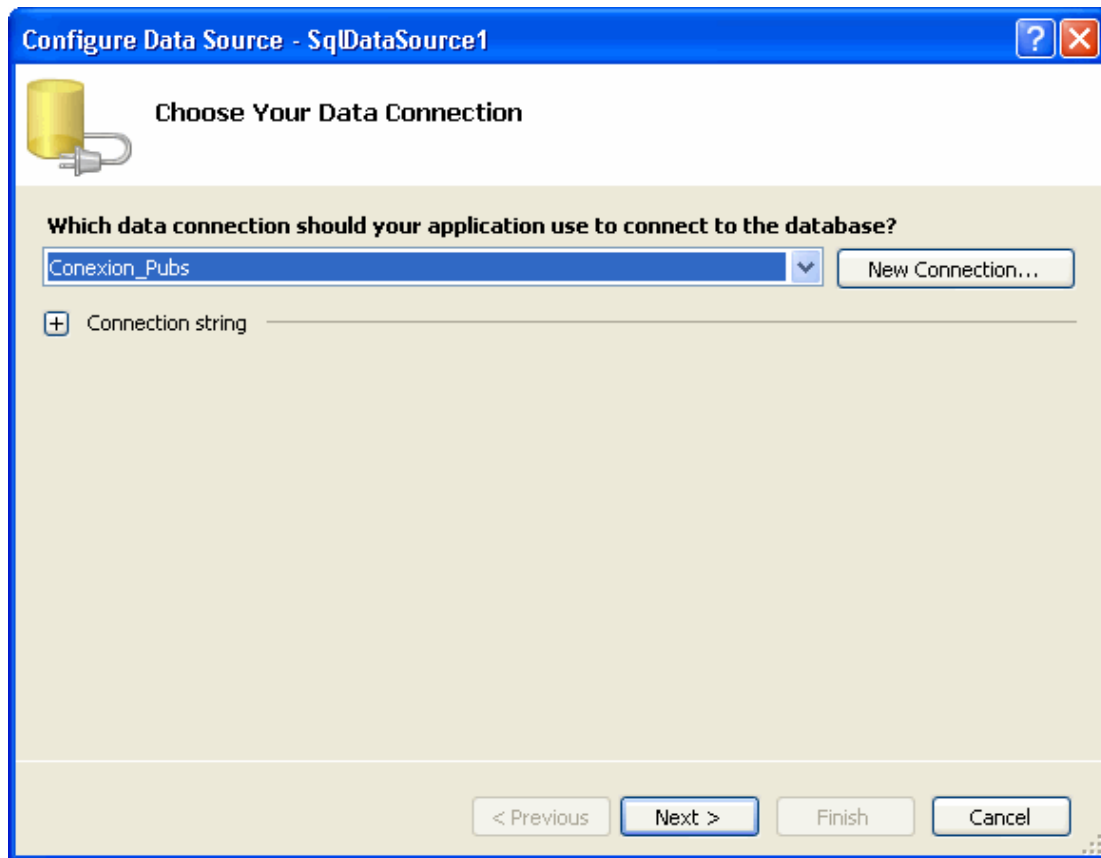 Configure Data Source - SqlDataSource1
?
Choose Your Data Connection
Which data connection should your application use to connect to the database?
Conexion_Pubs
New Connection...
+ Connection string
< Previous
Next >
Finish
Cancel